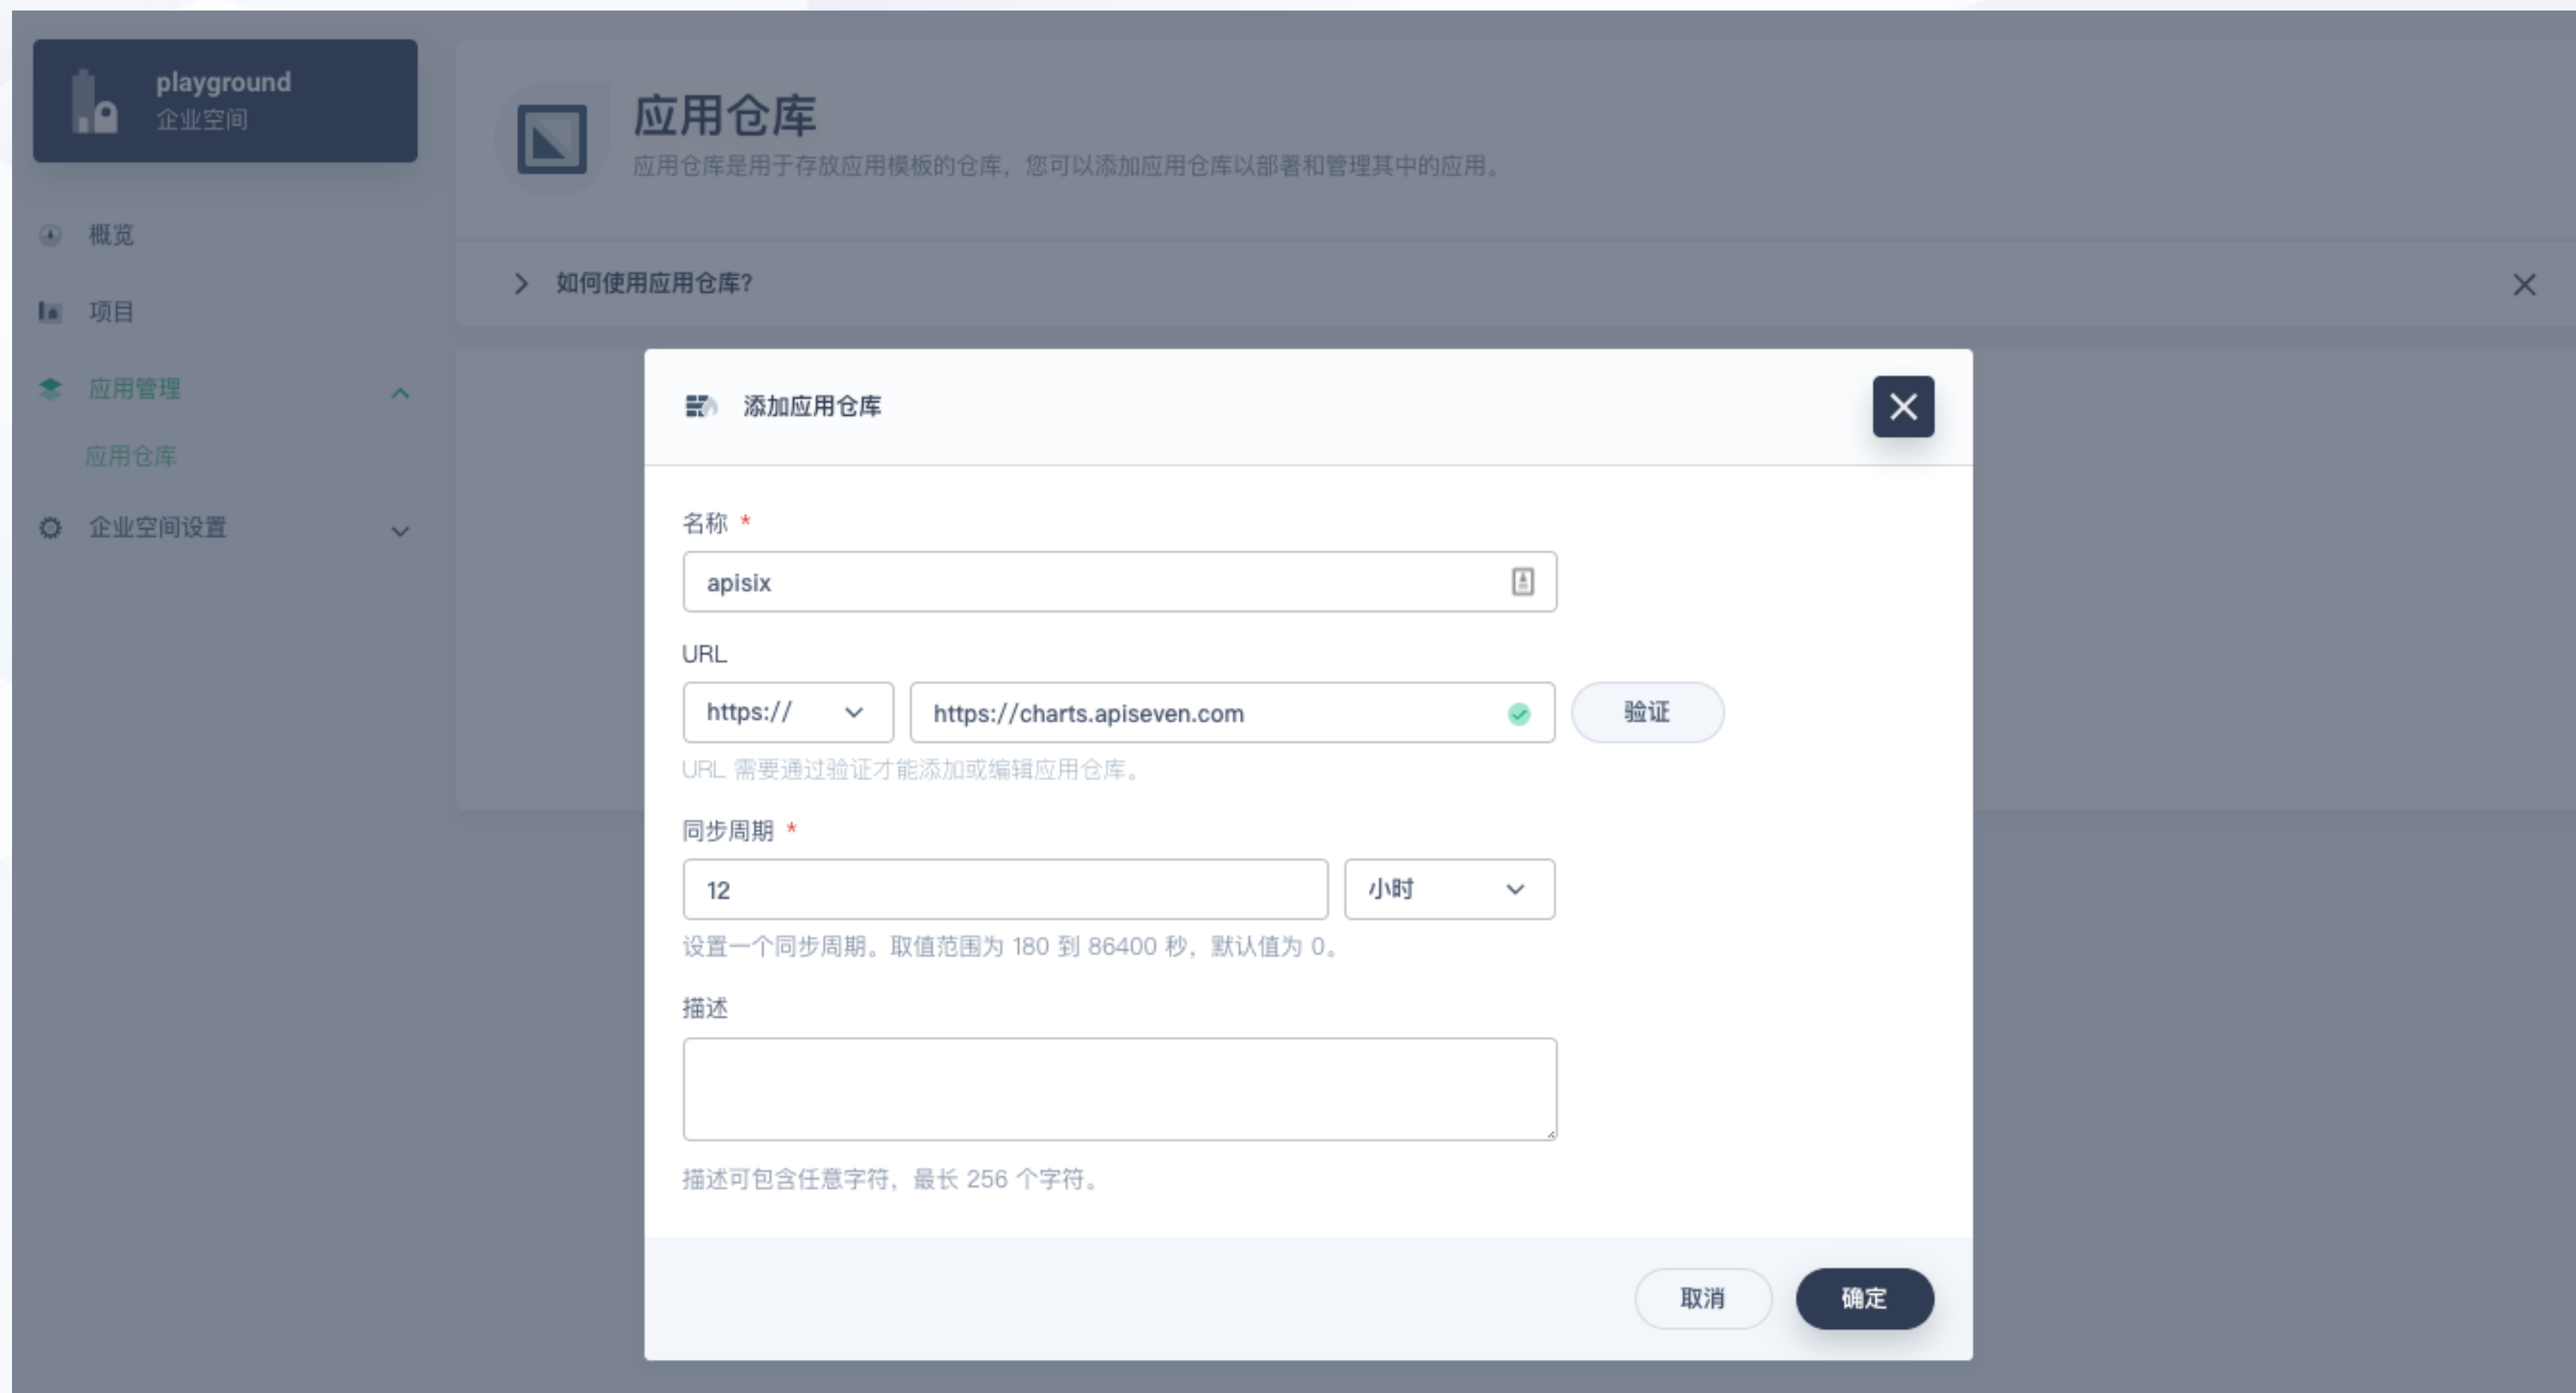 playground
企业空间
概览
项目
应用管理
应用仓库
企业空间设置
应用仓库
应用仓库是用于存放应用模板的仓库，您可以添加应用仓库以部署和管理其中的应用。
如何使用应用仓库?
添加应用仓库
名称 *
apisix
URL
https:// https://charts.apiseven.com 验证
URL 需要通过验证才能添加或编辑应用仓库。
同步周期 *
12 小时
设置一个同步周期。取值范围为 180 到 86400 秒，默认值为 0。
描述
描述可包含任意字符，最长 256 个字符。
取消 确定